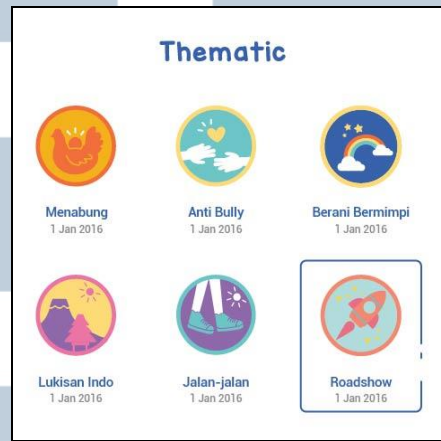 Thematic
Menabung
1 Jan 2016
Anti Bully
1 Jan 2016
Berani Bermimpi
1 Jan 2016
Lukisan Indo
1 Jan 2016
Jalan-jalan
1 Jan 2016
Roadshow
1 Jan 2016